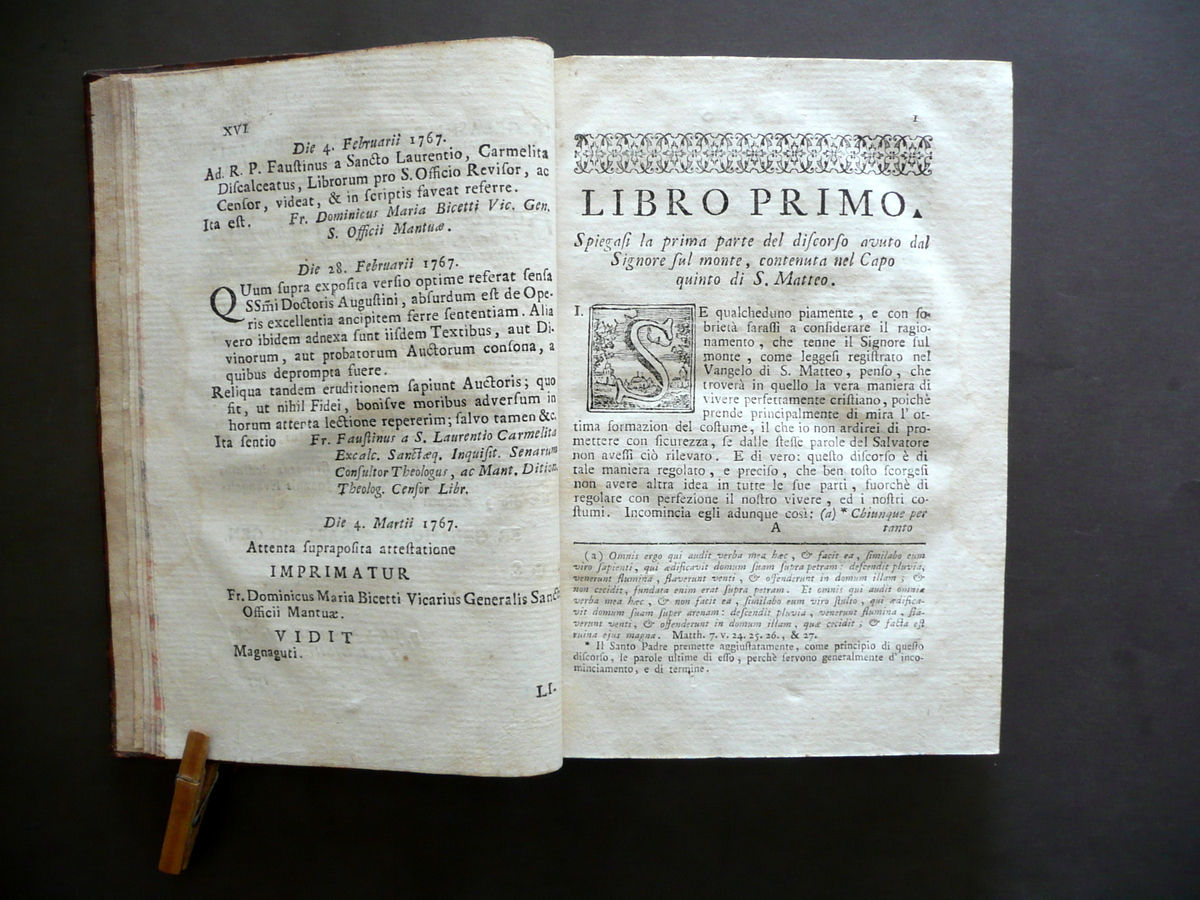 XVI
Die 4. Februarii 1767.
Ad. R. P. Fauſtinus a Sancto Laurentio, Carmelita
Diſcalceatus, Librorum pro S. Officio Reviſor, ac
Cenſor, videat, & in ſcriptis faveat referre.
Ita eſt. Fr. Dominicus Maria Bicetti Vic. Gen.
S. Officii Mantuæ.
Die 28. Februarii 1767.
QUum ſupra expoſita verſio optime referat ſenſa
SSm̃i Doctoris Auguſtini, abſurdum eſt de Ope-
ris excellentia ancipitem ferre ſententiam. Alia
vero ibidem adnexa ſunt iiſdem Textibus, aut Di-
vinorum, aut probatorum Auctorum conſona, a
quibus deprompta fuere.
Reliqua tandem eruditionem ſapiunt Auctoris; quo
fit, ut nihil Fidei, boniſve moribus adverſum in
horum attenta lectione repererim; ſalvo tamen &c.
Ita ſentio Fr. Fauſtinus a S. Laurentio Carmelita
Excalc. Sanctæq. Inquiſit. Senarum
Conſultor Theologus, ac Mant. Dition.
Theolog. Cenſor Libr.
Die 4. Martii 1767.
Attenta ſuprapoſita atteſtatione
IMPRIMATUR
Fr. Dominicus Maria Bicetti Vicarius Generalis Sancti
Officii Mantuæ.
VIDIT
Magnaguti.
LI-
1
LIBRO PRIMO.
Spiegaſi la prima parte del diſcorſo avuto dal
Signore ſul monte, contenuta nel Capo
quinto di S. Matteo.
I. SE qualcheduno piamente, e con ſo-
brietà faraſſi a conſiderare il ragio-
namento, che tenne il Signore ſul
monte, come leggeſi regiſtrato nel
Vangelo di S. Matteo, penſo, che
troverà in quello la vera maniera di
vivere perfettamente criſtiano, poichè
prende principalmente di mira l' ot-
tima formazion del coſtume, il che io non ardirei di pro-
mettere con ſicurezza, ſe dalle ſteſſe parole del Salvatore
non aveſſi ciò rilevato. E di vero: queſto diſcorſo è di
tale maniera regolato, e preciſo, che ben toſto ſcorgeſi
non avere altra idea in tutte le ſue parti, fuorchè di
regolare con perfezione il noſtro vivere, ed i noſtri co-
ſtumi. Incomincia egli adunque così: (a) * Chiunque per
A tanto
(a) Omnis ergo qui audit verba mea hæc, & facit ea, ſimilabo eum
viro ſapienti, qui ædificavit domum ſuam ſupra petram: deſcendit pluvia,
venerunt flumina, flaverunt venti, & offenderunt in domum illam; &
non cecidit, fundata enim erat ſupra petram. Et omnis qui audit omnia
verba mea hæc, & non facit ea, ſimilabo eum viro ſtulto, qui ædifica-
vit domum ſuam ſuper arenam: deſcendit pluvia, venerunt flumina, fla-
verunt venti, & offenderunt in domum illam, quæ cecidit; & facta eſt
ruina ejus magna. Matth. 7. v. 24. 25. 26., & 27.
* Il Santo Padre premette aggiuſtatamente, come principio di queſto
diſcorſo, le parole ultime di eſſo, perchè ſervono generalmente d' inco-
minciamento, e di termine.